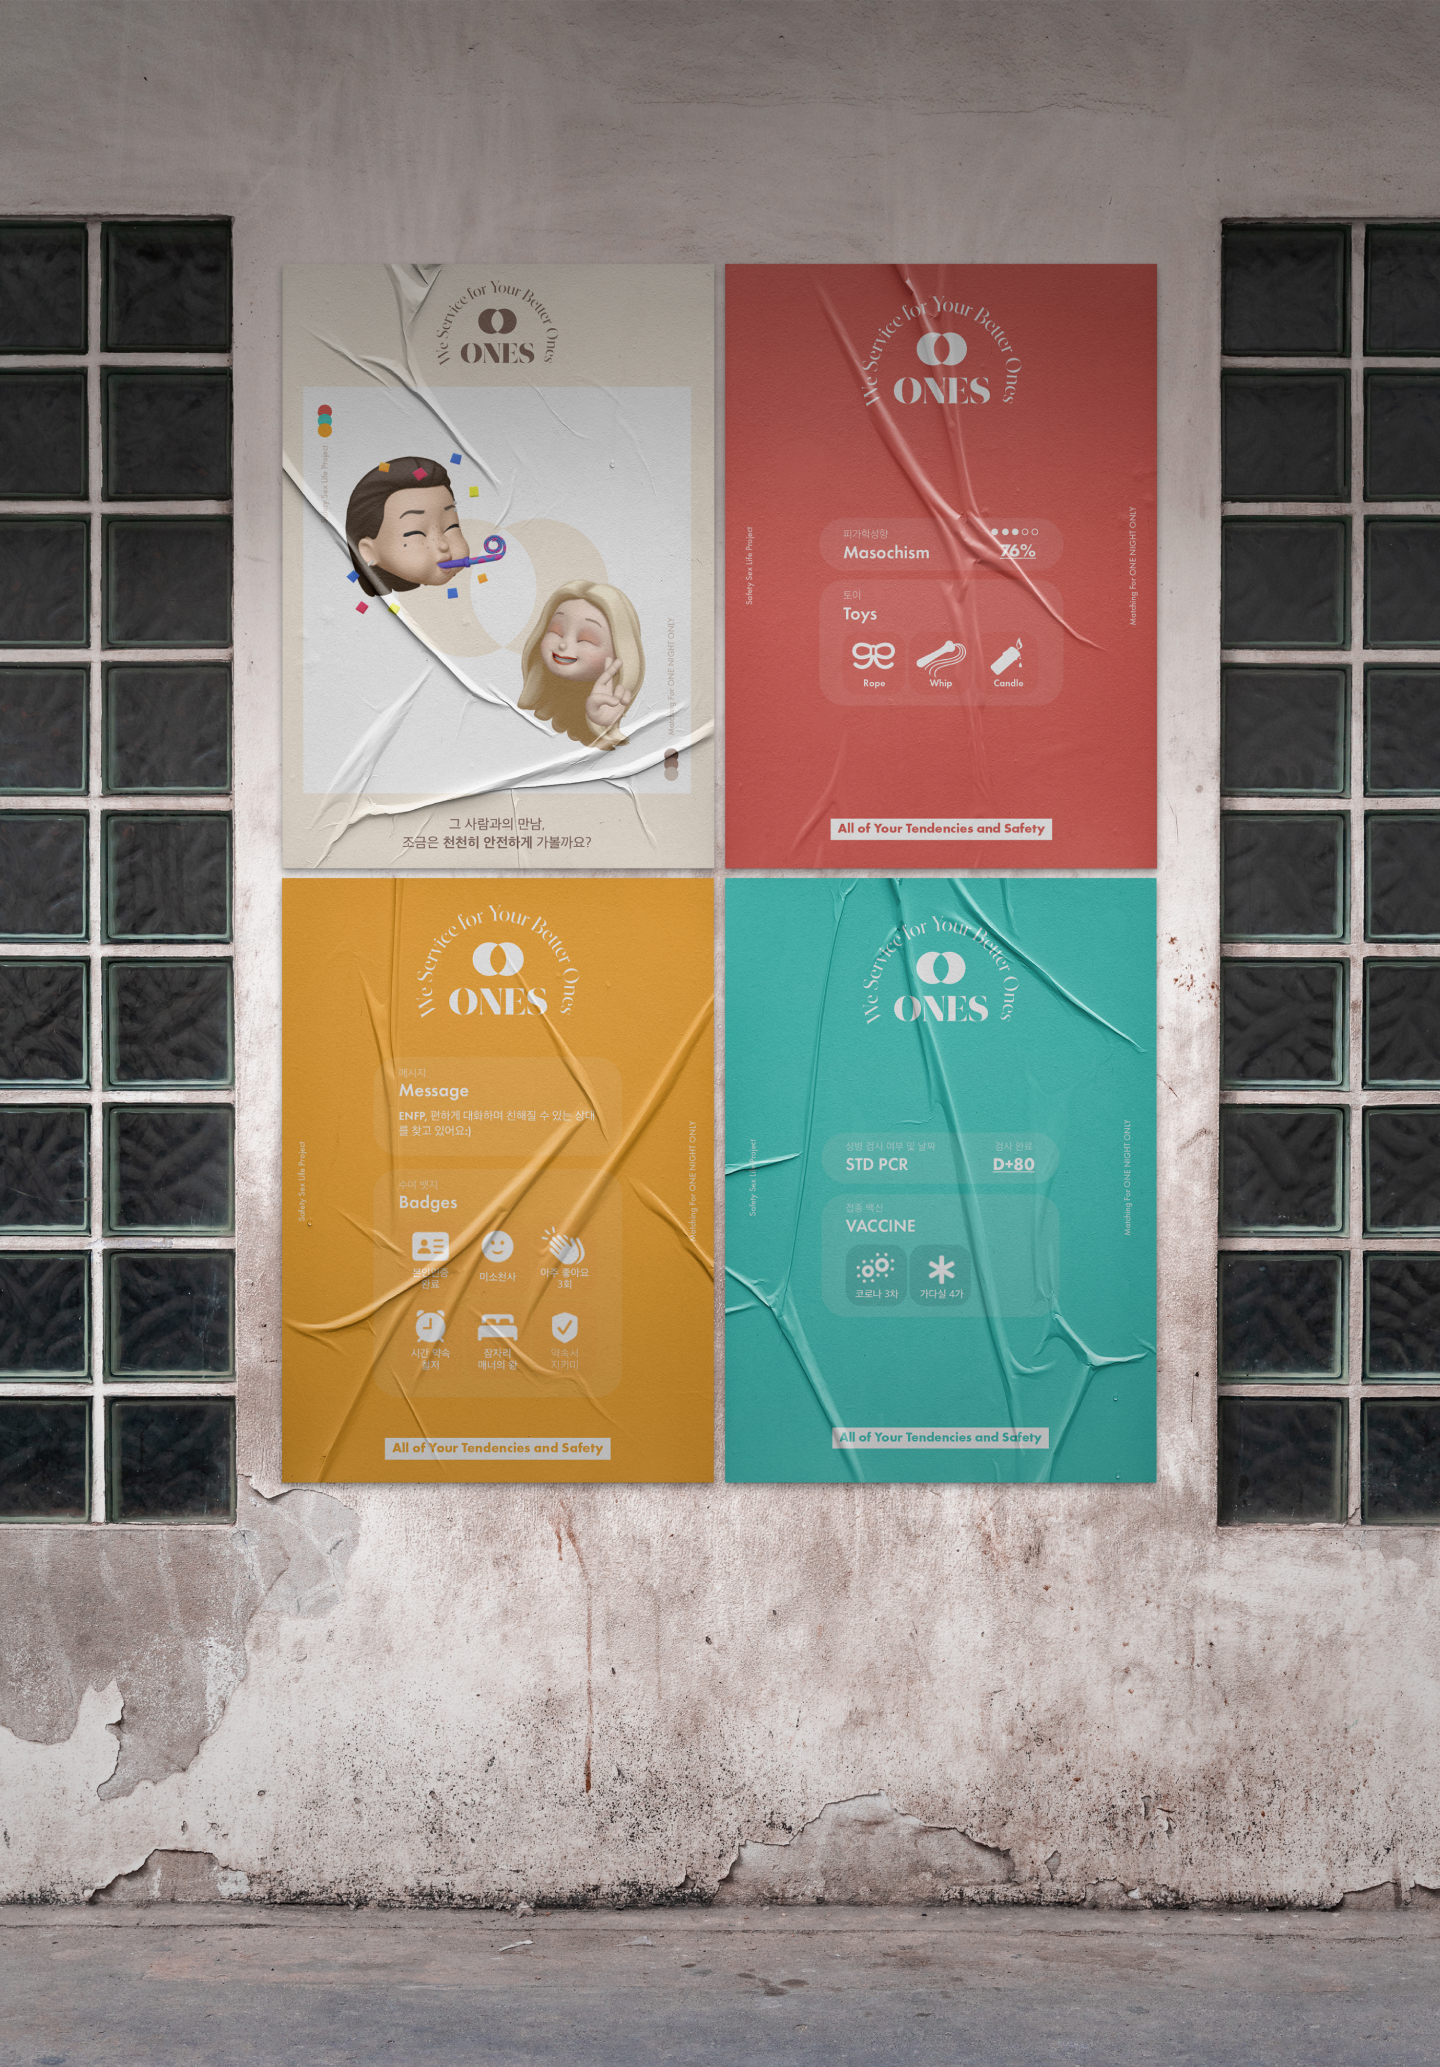 We Service for Your Better Ones
ONES
Sex Life Project
Matching For ONE NIGHT ONLY
그 사람과의 만남,
조금은 천천히 안전하게 가볼까요?
We Service for Your Better Ones
ONES
Safety Sex Life Project
Matching For ONE NIGHT ONLY
피가학성향
Masochism
76%
토이
Toys
Rope
Whip
Candle
All of Your Tendencies and Safety
We Service for Your Better Ones
ONES
Safety Sex Life Project
Matching For ONE NIGHT ONLY
메시지
Message
ENFP, 편하게 대화하며 친해질 수 있는 상대
를 찾고 있어요:)
수여 뱃지
Badges
본인인증
완료
미소천사
아주 좋아요
3회
시간 약속
철저
잠자리
매너의 왕
약속서
지키미
All of Your Tendencies and Safety
We Service for Your Better Ones
ONES
Safety Sex Life Project
Matching For ONE NIGHT ONLY
성병 검사 여부 및 날짜
STD PCR
검사 완료
D+80
접종 백신
VACCINE
코로나 3차
가다실 4가
All of Your Tendencies and Safety